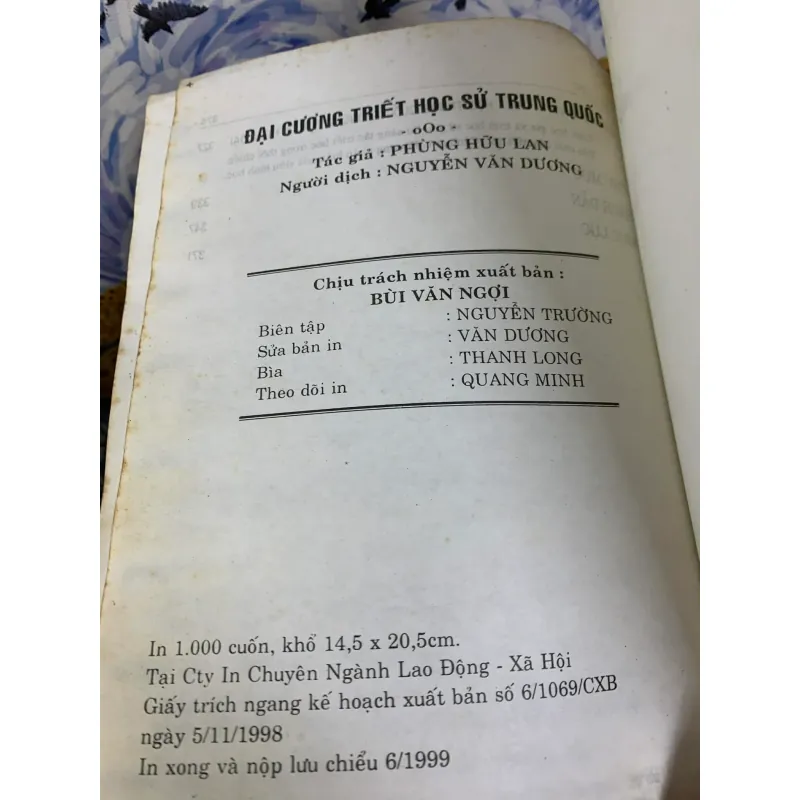 ĐẠI CƯƠNG TRIẾT HỌC SỬ TRUNG QUỐC
- oOo -
Tác giả : PHÙNG HỮU LAN
Người dịch : NGUYỄN VĂN DƯƠNG
Chịu trách nhiệm xuất bản :
BÙI VĂN NGỢI
Biên tập : NGUYỄN TRƯỜNG
Sửa bản in : VĂN DƯƠNG
Bìa : THANH LONG
Theo dõi in : QUANG MINH
In 1.000 cuốn, khổ 14,5 x 20,5cm.
Tại Cty In Chuyên Ngành Lao Động - Xã Hội
Giấy trích ngang kế hoạch xuất bản số 6/1069/CXB
ngày 5/11/1998
In xong và nộp lưu chiểu 6/1999